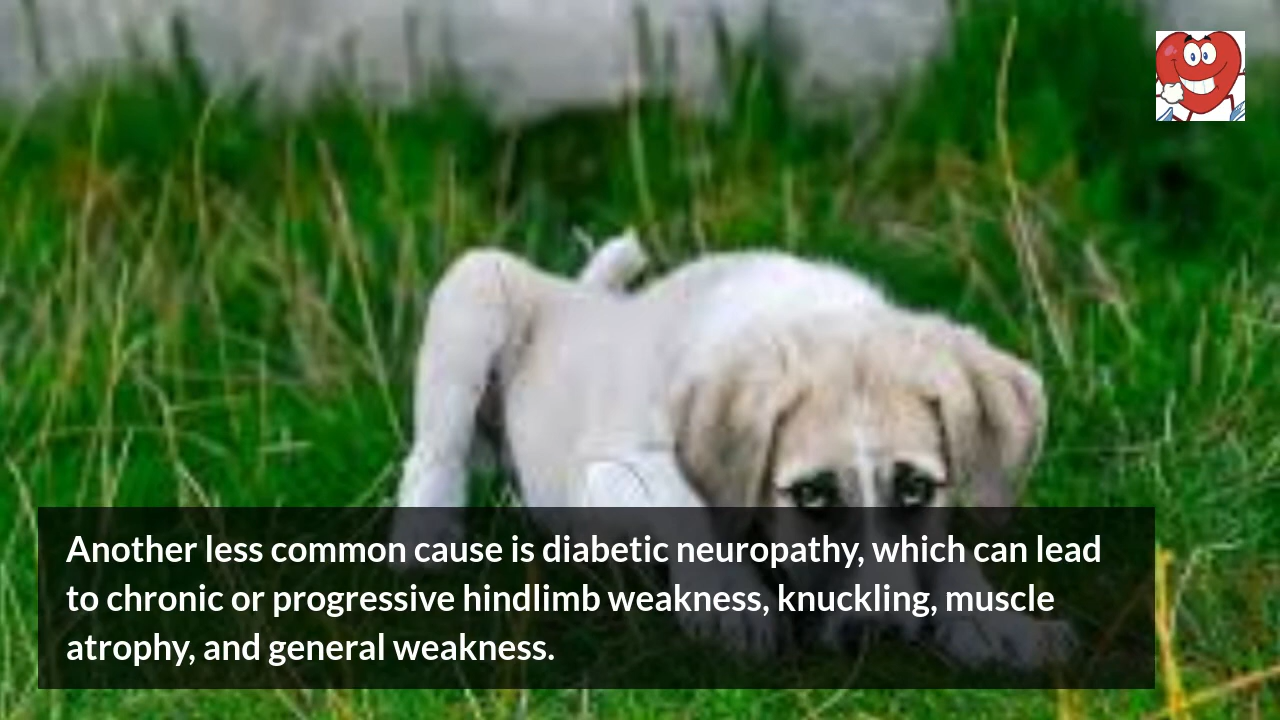 Another less common cause is diabetic neuropathy, which can lead
to chronic or progressive hindlimb weakness, knuckling, muscle
atrophy, and general weakness.